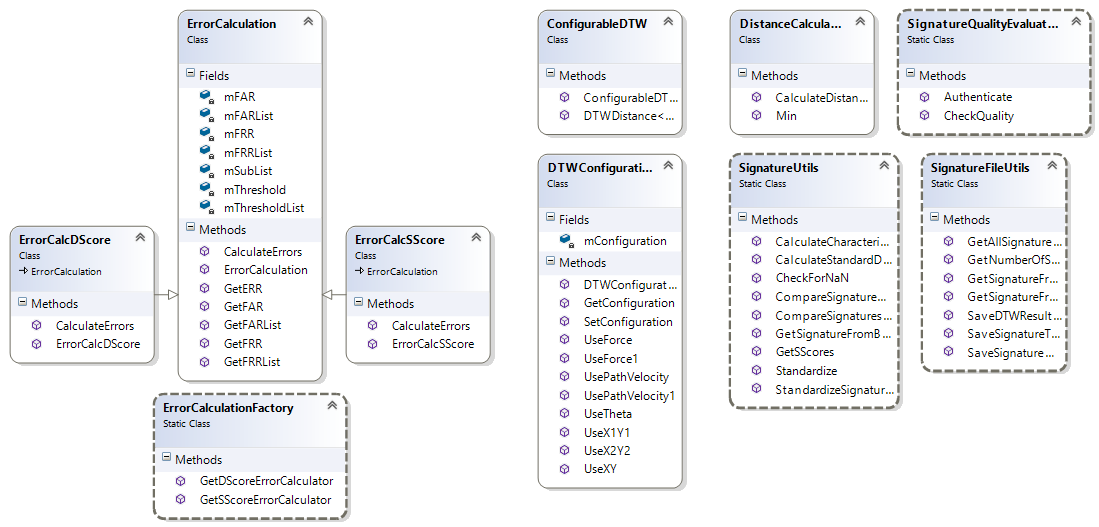 ErrorCalculation
Class
Fields
mFAR
mFARList
mFRR
mFRRList
mSubList
mThreshold
mThresholdList
Methods
CalculateErrors
ErrorCalculation
GetERR
GetFAR
GetFARList
GetFRR
GetFRRList
ErrorCalcDScore
Class
ErrorCalculation
Methods
CalculateErrors
ErrorCalcDScore
ErrorCalcSScore
Class
ErrorCalculation
Methods
CalculateErrors
ErrorCalcSScore
ErrorCalculationFactory
Static Class
Methods
GetDScoreErrorCalculator
GetSScoreErrorCalculator
ConfigurableDTW
Class
Methods
ConfigurableDT...
DTWDistance<...
DTWConfigurati...
Class
Fields
mConfiguration
Methods
DTWConfigurat...
GetConfiguration
SetConfiguration
UseForce
UseForce1
UsePathVelocity
UsePathVelocity1
UseTheta
UseX1Y1
UseX2Y2
UseXY
DistanceCalcula...
Class
Methods
CalculateDistan...
Min
SignatureQualityEvaluat...
Static Class
Methods
Authenticate
CheckQuality
SignatureUtils
Static Class
Methods
CalculateCharacteri...
CalculateStandardD...
CheckForNaN
CompareSignature...
CompareSignatures...
GetSignatureFromB...
GetSScores
Standardize
StandardizeSignatur...
SignatureFileUtils
Static Class
Methods
GetAllSignature...
GetNumberOfS...
GetSignatureFr...
GetSignatureFr...
SaveDTWResult...
SaveSignatureT...
SaveSignature...